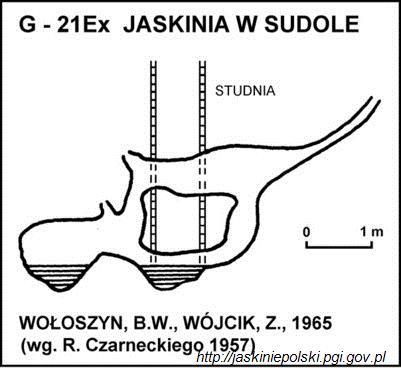 G - 21Ex JASKINIA W SUDOLE
STUDNIA
0 1 m
WOŁOSZYN, B.W., WÓJCIK, Z., 1965
(wg. R. Czarneckiego 1957)
http://jaskiniepolski.pgi.gov.pl